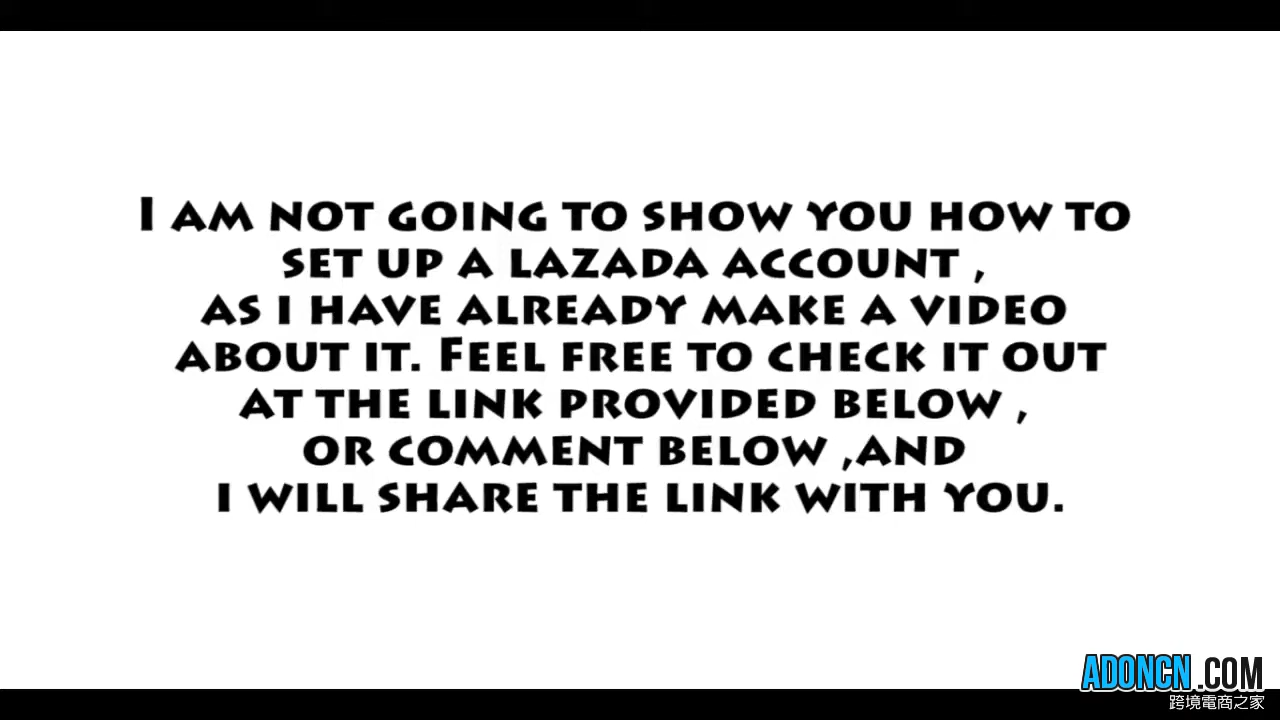 I am not going to show you how to
set up a lazada account ,
as i have already make a video
about it. Feel free to check it out
at the link provided below ,
or comment below ,and
i will share the link with you.
ADONCN.COM
跨境電商之家